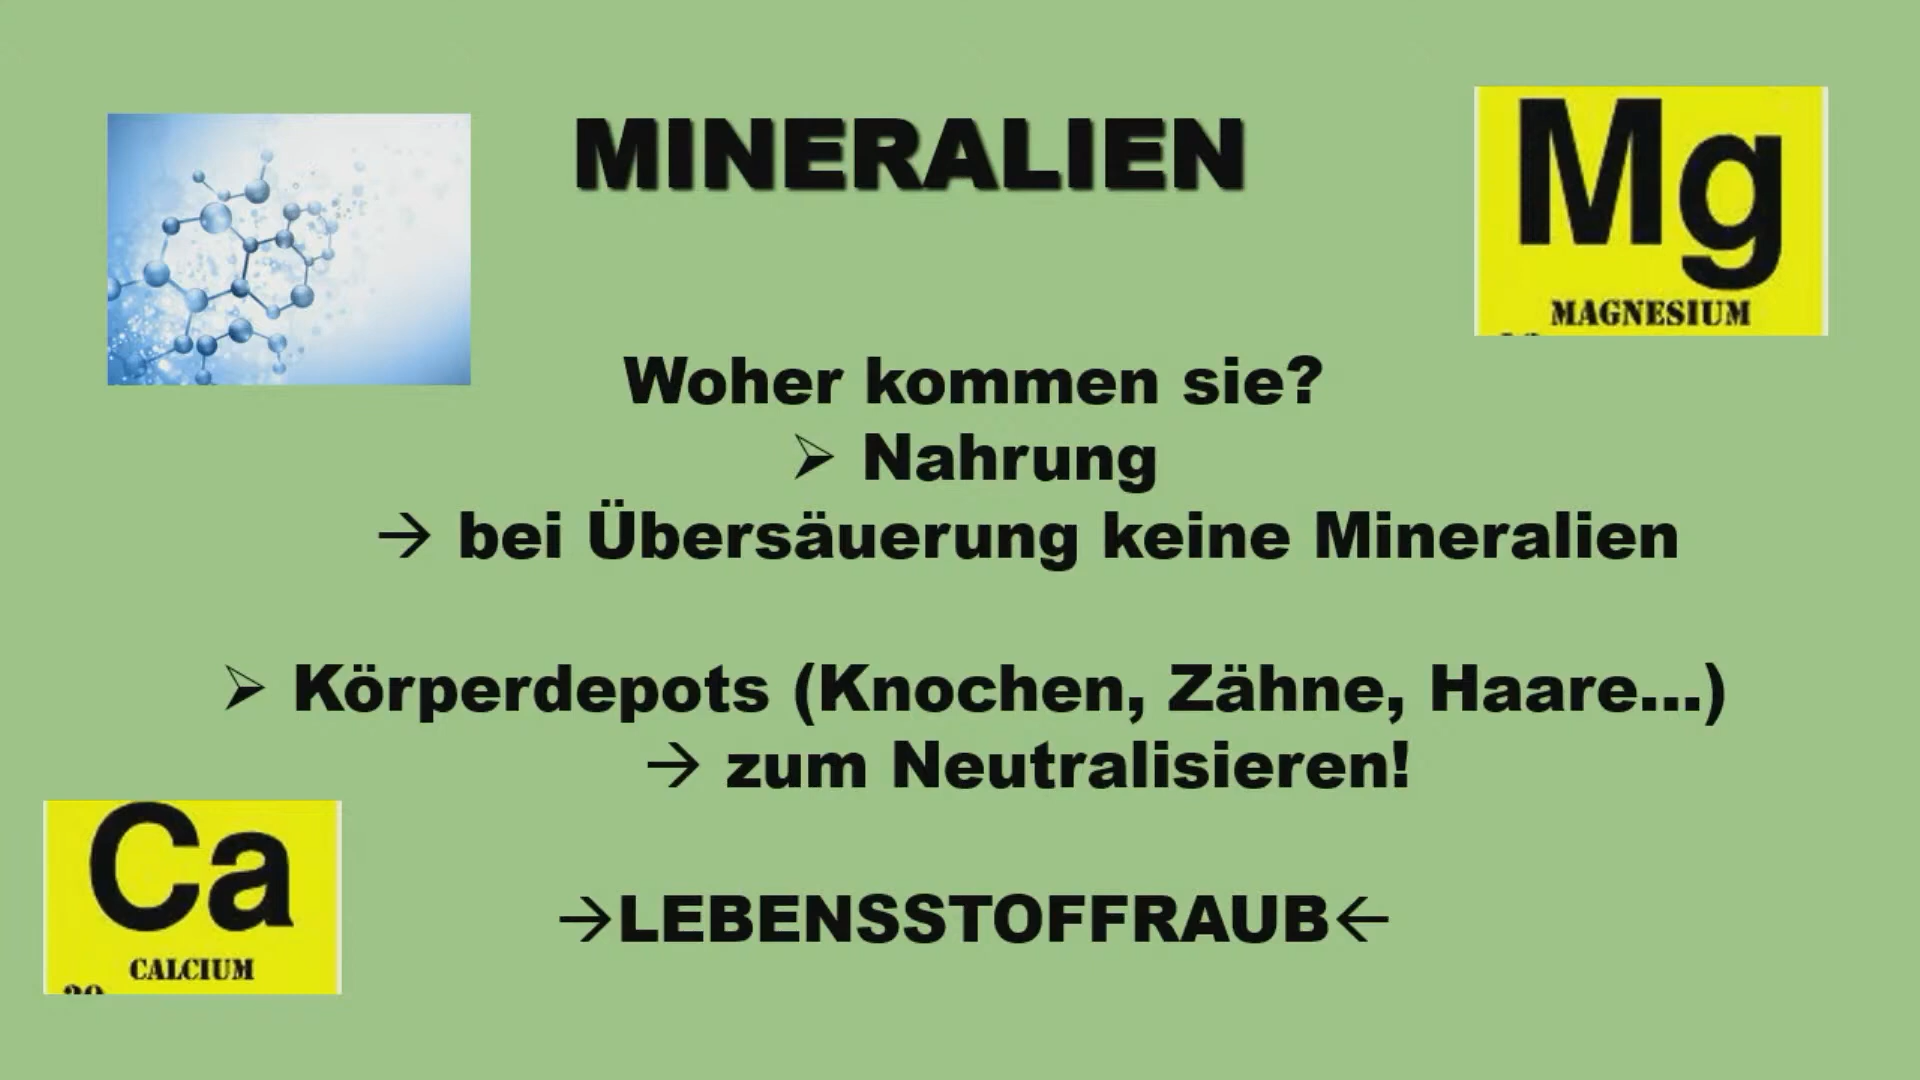 MINERALIEN
Mg
MAGNESIUM
Woher kommen sie?
➢ Nahrung
→ bei Übersäuerung keine Mineralien
➢ Körperdepots (Knochen, Zähne, Haare...)
→ zum Neutralisieren!
→LEBENSSTOFFRAUB←
Ca
CALCIUM